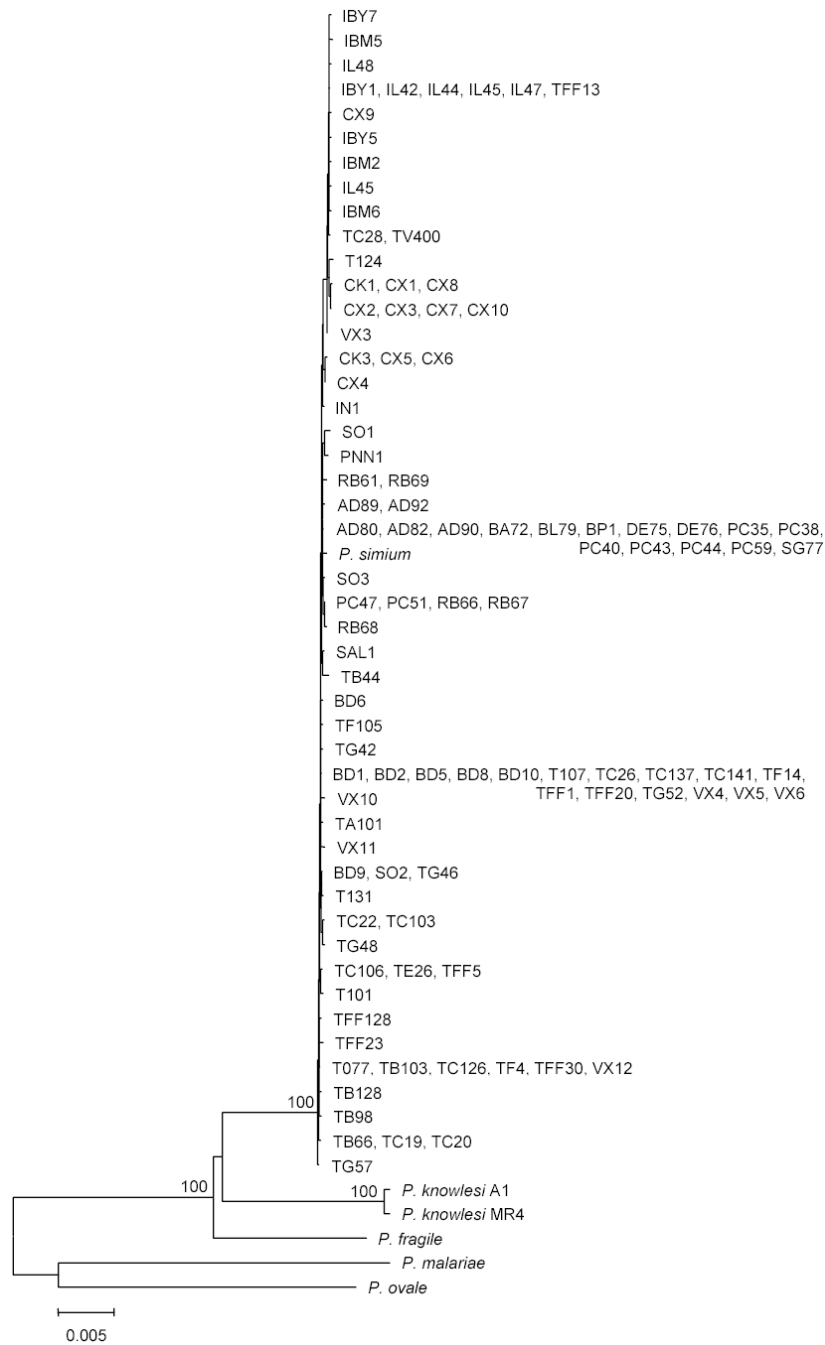 IBY7
IBM5
IL48
IBY1, IL42, IL44, IL45, IL47, TFF13
CX9
IBY5
IBM2
IL45
IBM6
TC28, TV400
T124
CK1, CX1, CX8
CX2, CX3, CX7, CX10
VX3
CK3, CX5, CX6
CX4
IN1
SO1
PNN1
RB61, RB69
AD89, AD92
AD80, AD82, AD90, BA72, BL79, BP1, DE75, DE76, PC35, PC38,
PC40, PC43, PC44, PC59, SG77
P. simium
SO3
PC47, PC51, RB66, RB67
RB68
SAL1
TB44
BD6
TF105
TG42
BD1, BD2, BD5, BD8, BD10, T107, TC26, TC137, TC141, TF14,
TFF1, TFF20, TG52, VX4, VX5, VX6
VX10
TA101
VX11
BD9, SO2, TG46
T131
TC22, TC103
TG48
TC106, TE26, TFF5
T101
TFF128
TFF23
T077, TB103, TC126, TF4, TFF30, VX12
TB128
100
TB98
TB66, TC19, TC20
TG57
100
100
P. knowlesi A1
P. knowlesi MR4
P. fragile
P. malariae
P. ovale
0.005